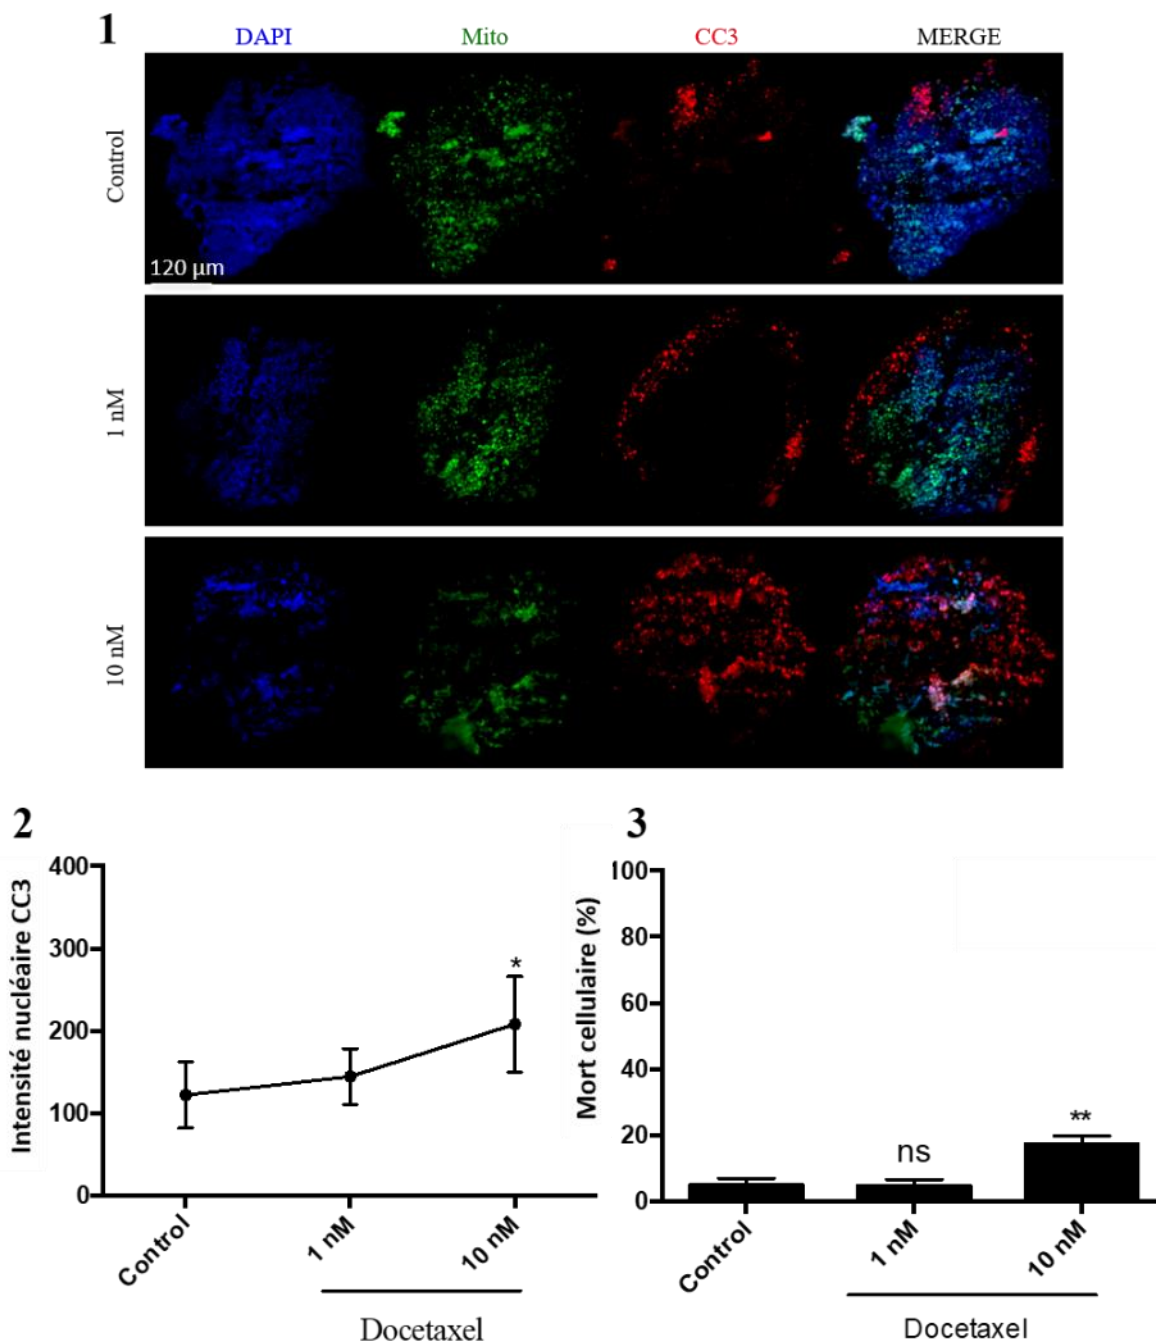 1
DAPI Mito CC3 MERGE
Control
120 µm
1 nM
10 nM
2
Intensité nucléaire CC3
400
300
200
100
0
*
Control
1 nM
10 nM
Docetaxel
3
Mort cellulaire (%)
100
80
60
40
20
0
ns
**
Control
1 nM
10 nM
Docetaxel